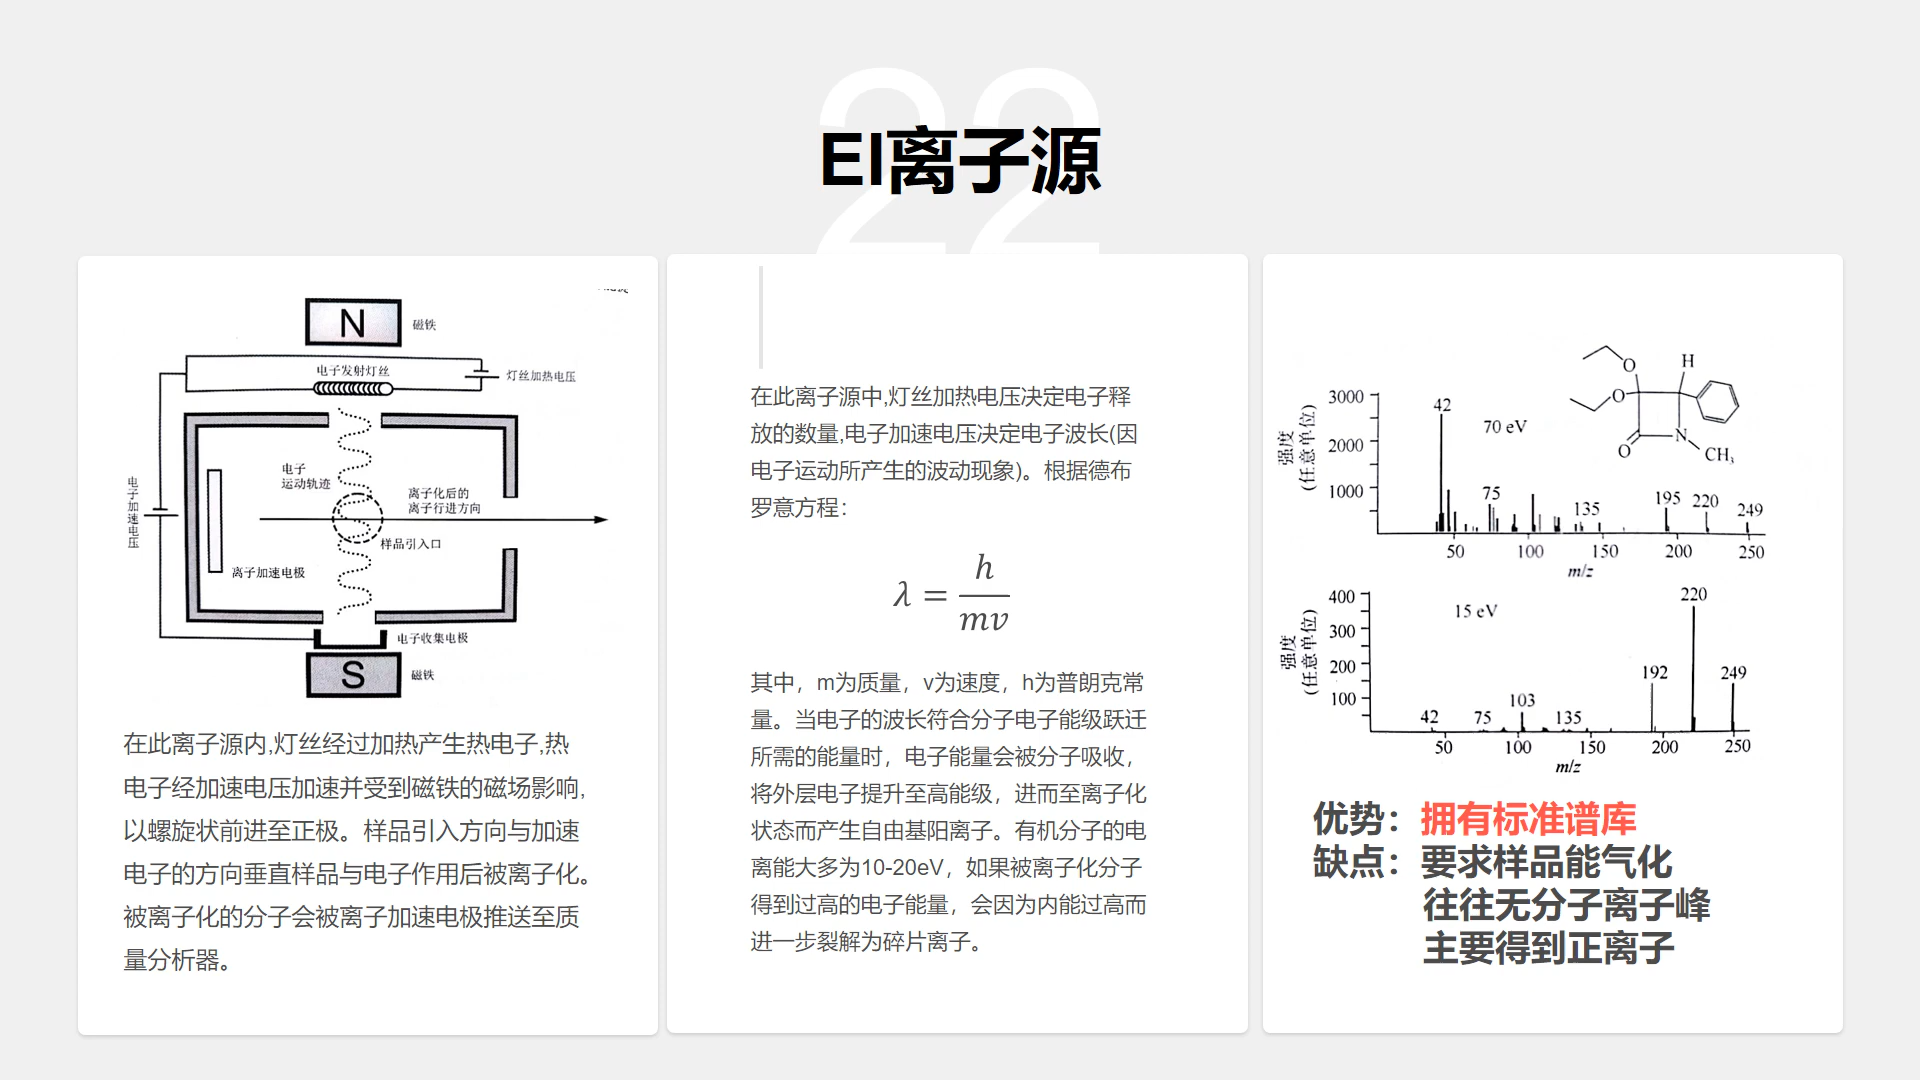 22
EI离子源
N
磁铁
电子发射灯丝
灯丝加热电压
电子加速电压
电子
运动轨迹
离子化后的
离子行进方向
样品引入口
离子加速电极
电子收集电极
S
磁铁
在此离子源内,灯丝经过加热产生热电子,热
电子经加速电压加速并受到磁铁的磁场影响,
以螺旋状前进至正极。样品引入方向与加速
电子的方向垂直样品与电子作用后被离子化。
被离子化的分子会被离子加速电极推送至质
量分析器。
在此离子源中,灯丝加热电压决定电子释
放的数量,电子加速电压决定电子波长(因
电子运动所产生的波动现象)。根据德布
罗意方程：
λ = h/mv
其中，m为质量，v为速度，h为普朗克常
量。当电子的波长符合分子电子能级跃迁
所需的能量时，电子能量会被分子吸收，
将外层电子提升至高能级，进而至离子化
状态而产生自由基阳离子。有机分子的电
离能大多为10-20eV，如果被离子化分子
得到过高的电子能量，会因为内能过高而
进一步裂解为碎片离子。
强度
(任意单位)
3000
2000
1000
42
70 eV
75
135
195
220
249
50 100 150 200 250
m/z
O
O
H
O
N
CH₃
强度
(任意单位)
400
300
200
100
15 eV
42
75
103
135
192
220
249
50 100 150 200 250
m/z
优势：拥有标准谱库
缺点：要求样品能气化
往往无分子离子峰
主要得到正离子